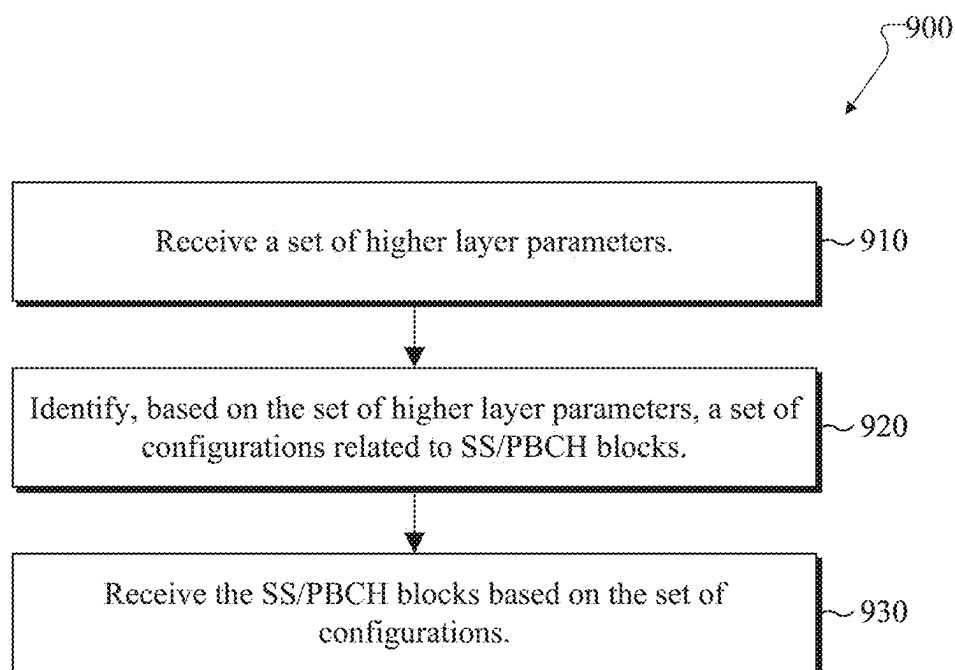 900
Receive a set of higher layer parameters.
910
Identify, based on the set of higher layer parameters, a set of
configurations related to SS/PBCH blocks.
920
Receive the SS/PBCH blocks based on the set of
configurations.
930